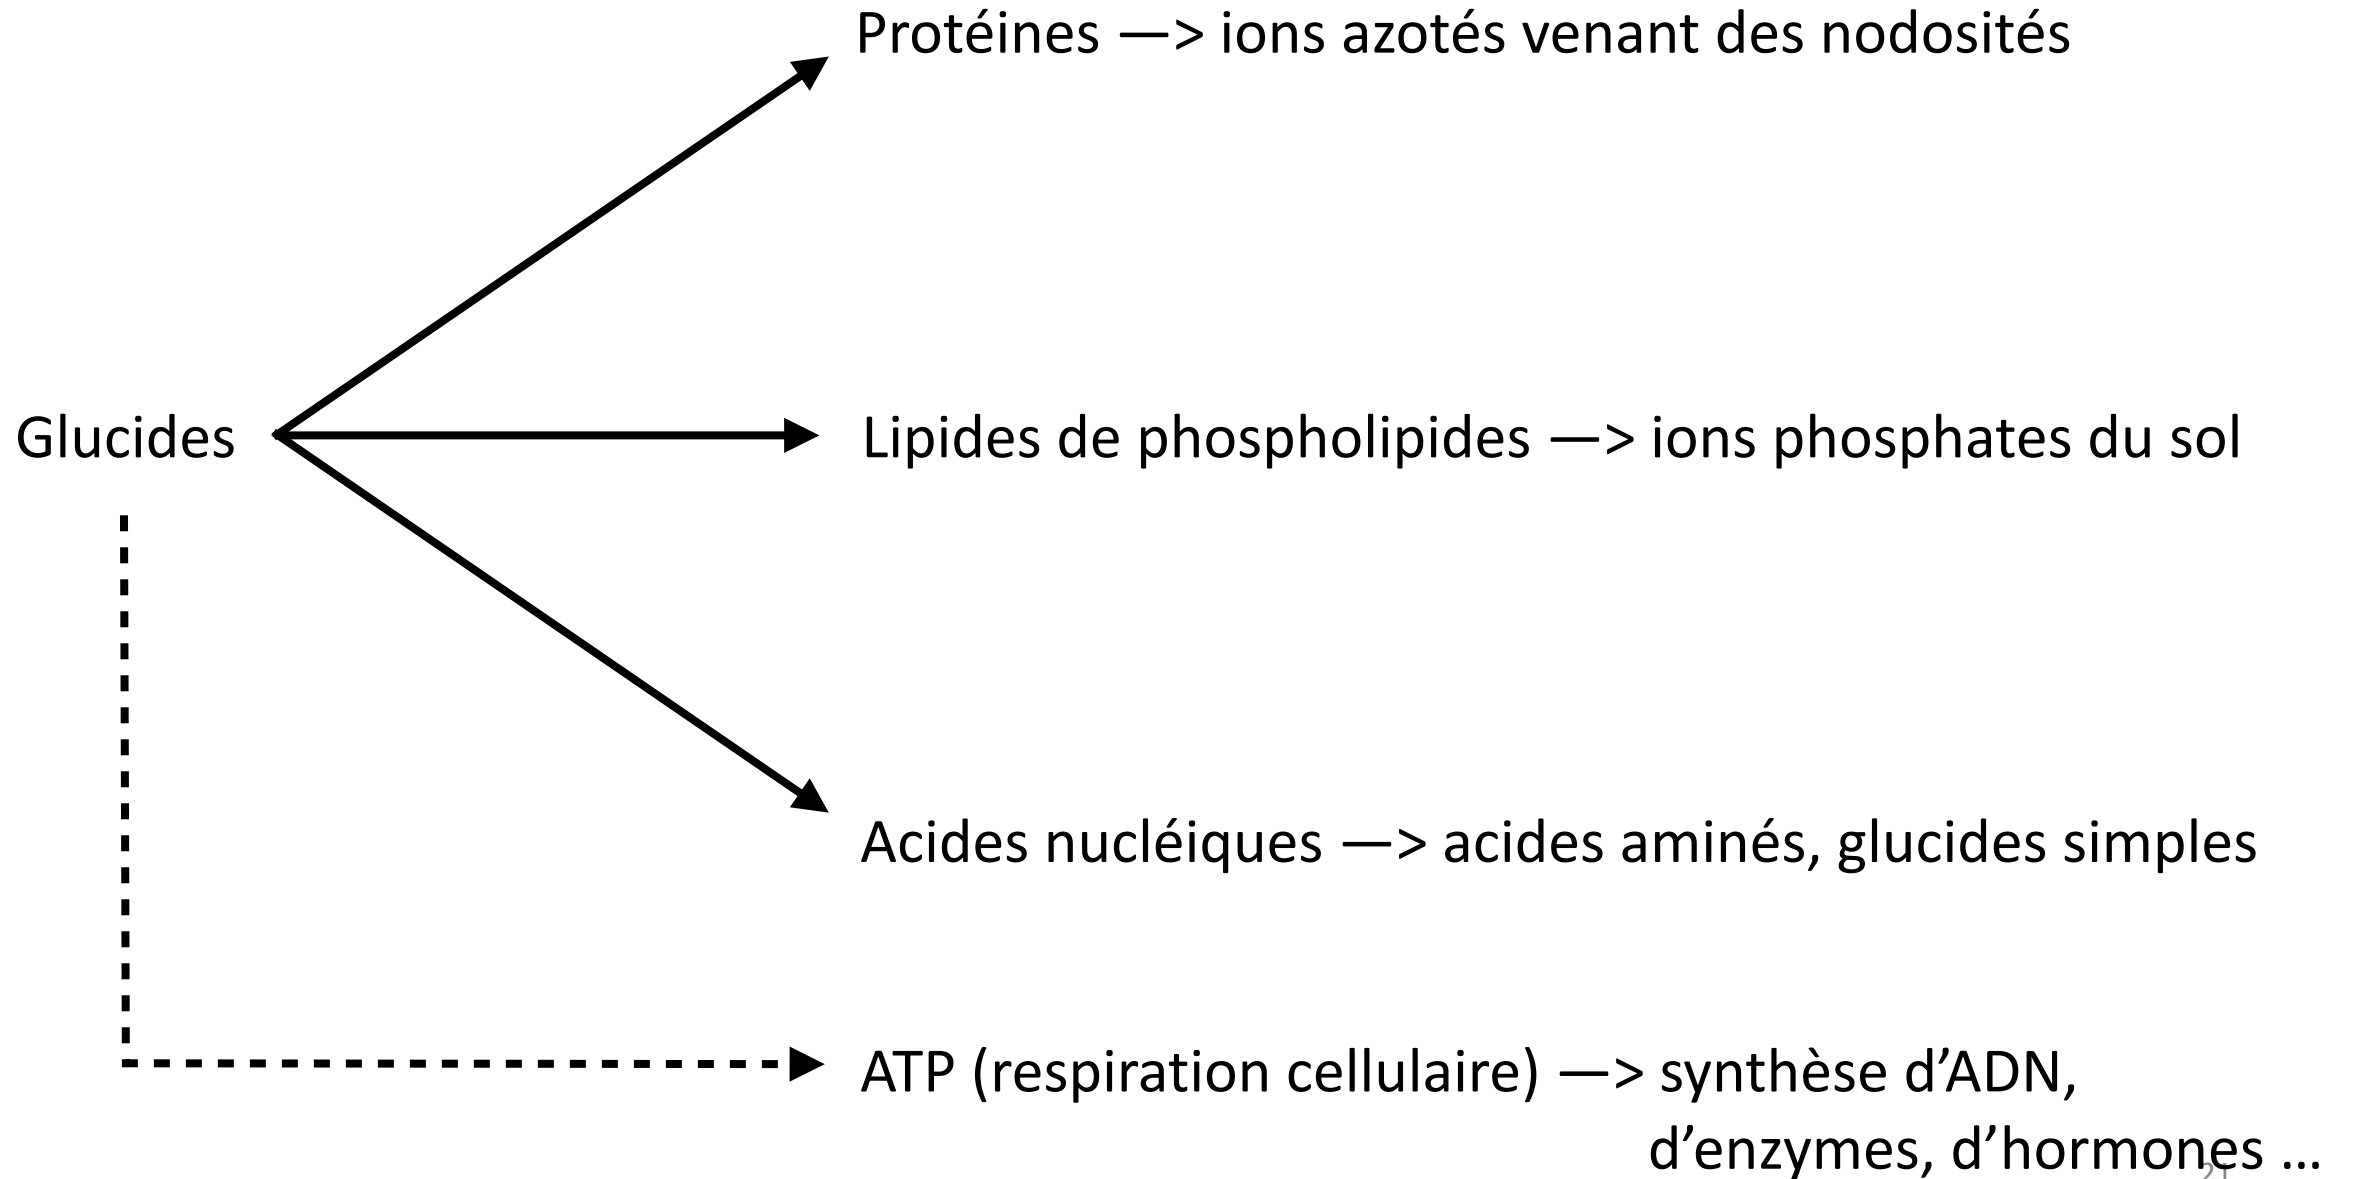 Protéines —> ions azotés venant des nodosités
Glucides
Lipides de phospholipides —> ions phosphates du sol
Acides nucléiques —> acides aminés, glucides simples
ATP (respiration cellulaire) —> synthèse d’ADN,
d’enzymes, d’hormones ...
21